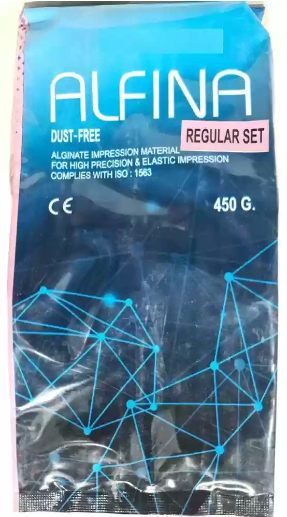 ALFINA
DUST-FREE
REGULAR SET
ALGINATE IMPRESSION MATERIAL
FOR HIGH PRECISION & ELASTIC IMPRESSION
COMPLIES WITH ISO : 1563
CE
450 G.